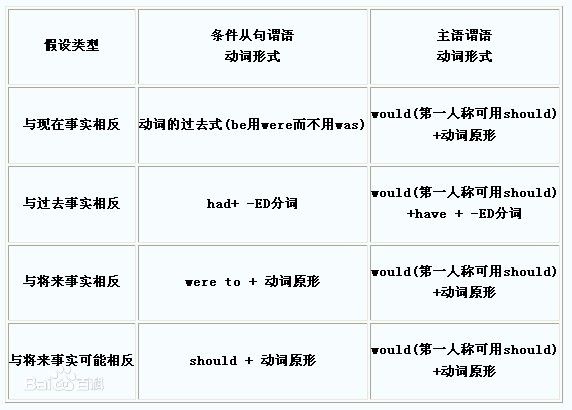 假设类型
条件从句谓语
动词形式
主语谓语
动词形式
与现在事实相反
动词的过去式(be用were而不用was)
would(第一人称可用should)
+动词原形
与过去事实相反
had+ -ED分词
would(第一人称可用should)
+have + -ED分词
与将来事实相反
were to + 动词原形
would(第一人称可用should)
+动词原形
与将来事实可能相反
should + 动词原形
would(第一人称可用should)
+动词原形
Bai百科